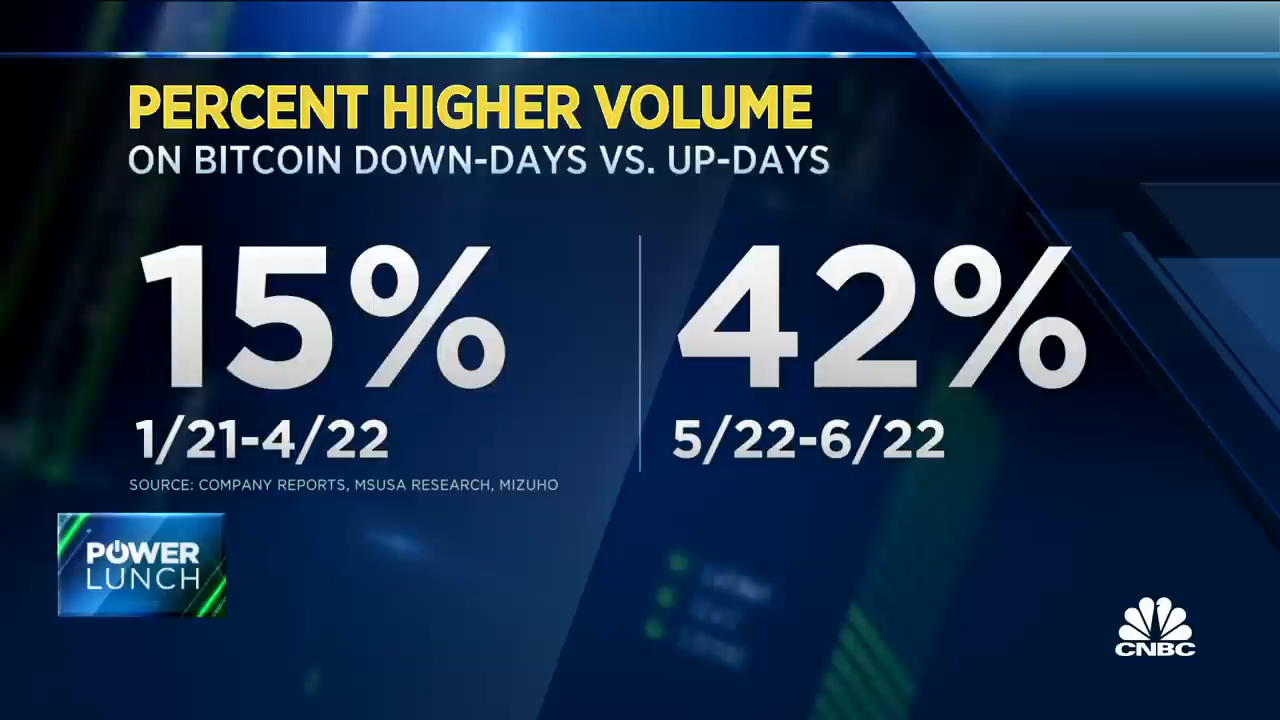 PERCENT HIGHER VOLUME
ON BITCOIN DOWN-DAYS VS. UP-DAYS
15%
1/21-4/22
42%
5/22-6/22
SOURCE: COMPANY REPORTS, MSUSA RESEARCH, MIZUHO
POWER
LUNCH
CNBC